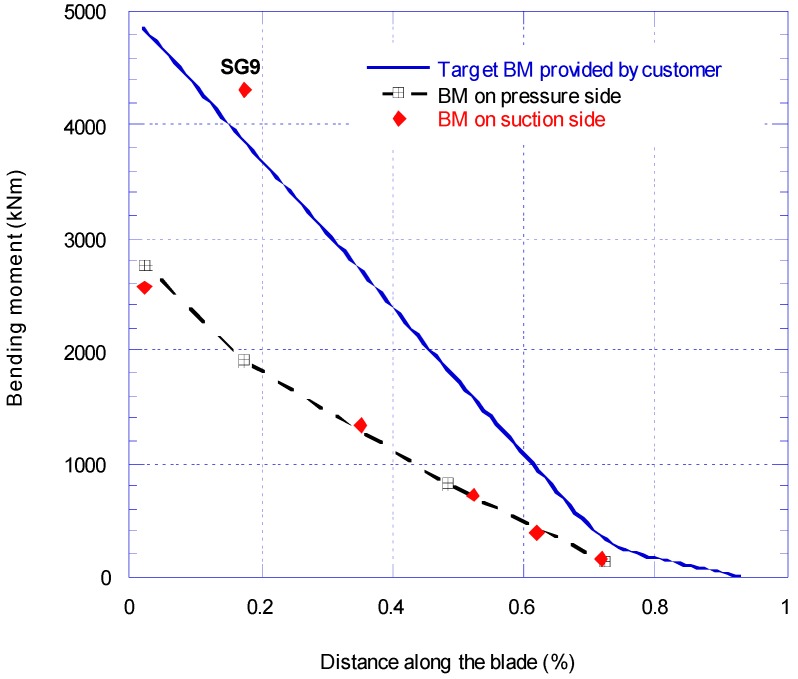 5000
SG9
Target BM provided by customer
BM on pressure side
BM on suction side
4000
3000
2000
1000
0
Bending moment (kNm)
0 0.2 0.4 0.6 0.8 1
Distance along the blade (%)